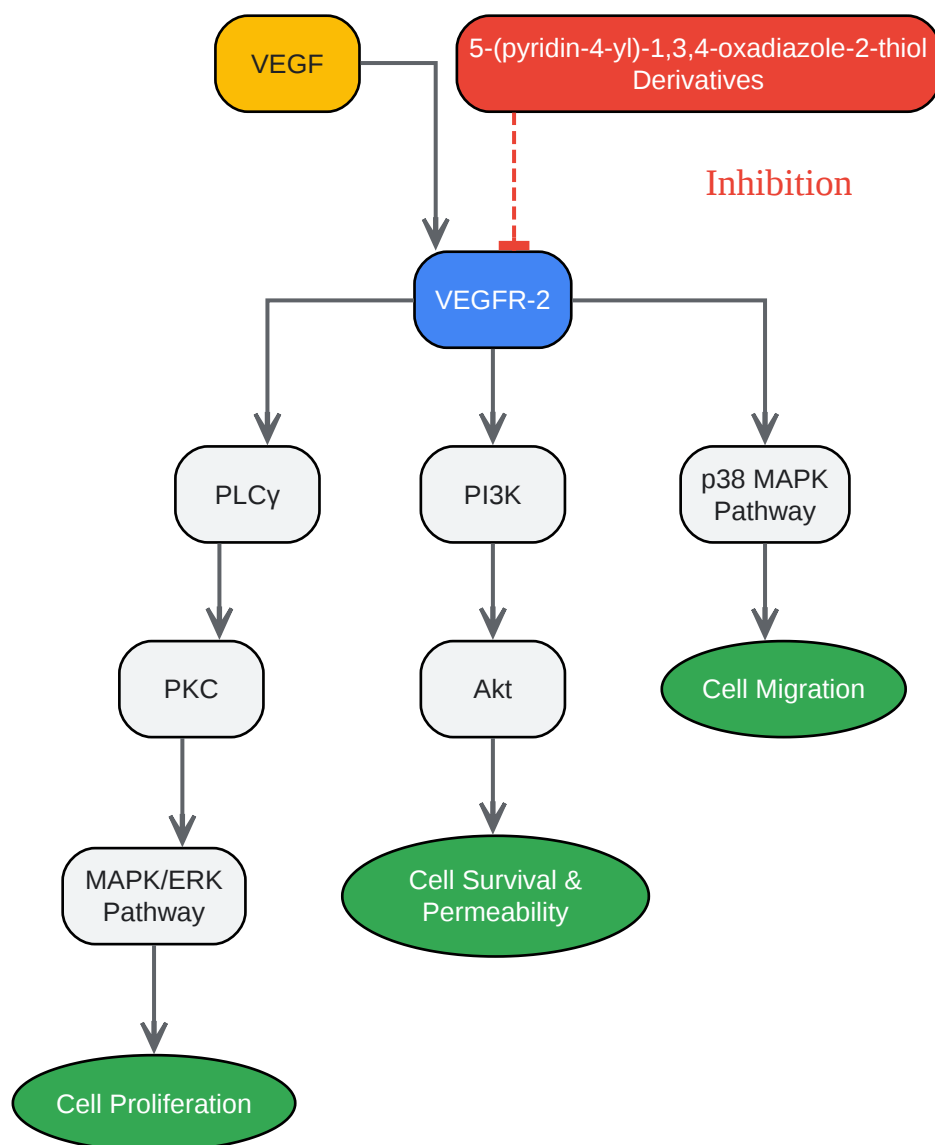 VEGF
5-(pyridin-4-yl)-1,3,4-oxadiazole-2-thiol
Derivatives
Inhibition
VEGFR-2
PLCγ
PI3K
p38 MAPK
Pathway
PKC
Akt
Cell Migration
MAPK/ERK
Pathway
Cell Survival &
Permeability
Cell Proliferation